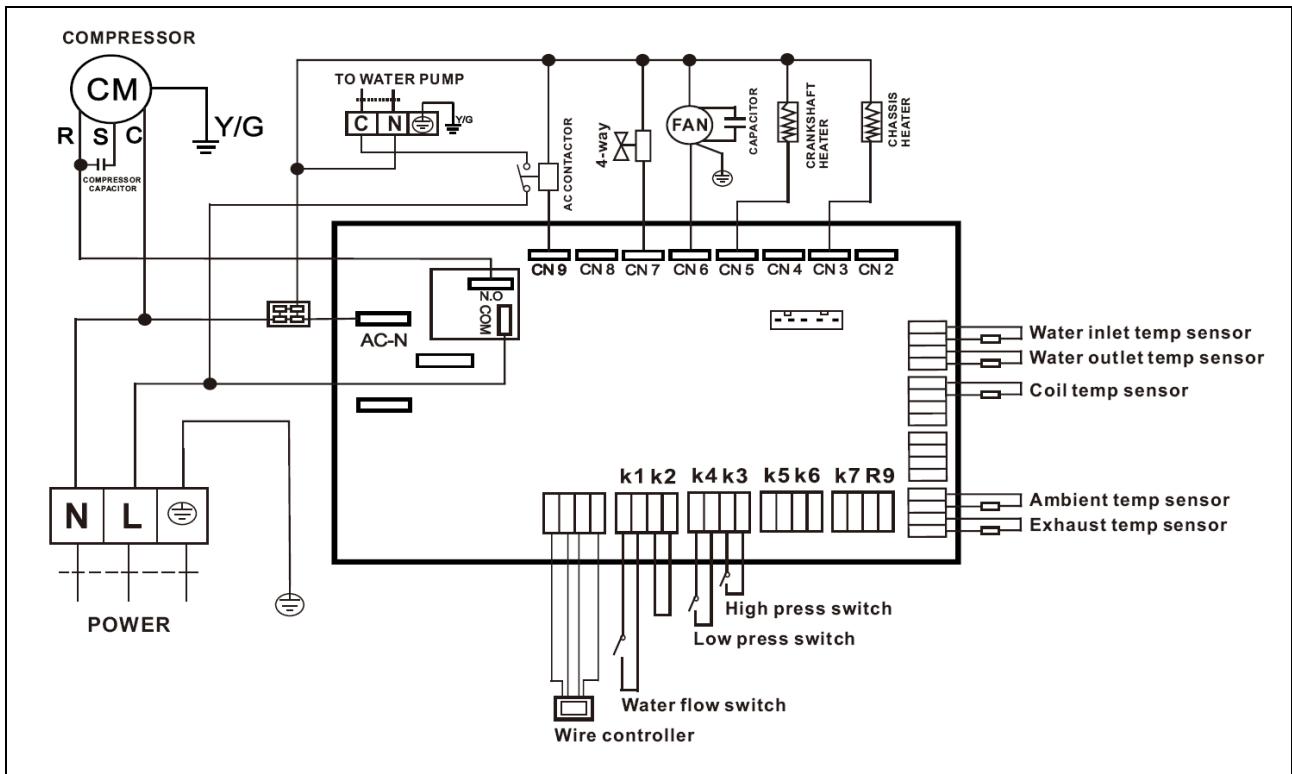 COMPRESSOR
CM
R S C
Y/G
COMPRESSOR
CAPACITOR
TO WATER PUMP
C N
Y/G
AC CONTACTOR
4-way
FAN
CAPACITOR
CRANKSHAFT
HEATER
CHASSIS
HEATER
CN 9 CN 8 CN 7 CN 6 CN 5 CN 4 CN 3 CN 2
N.O
COM
AC-N
Water inlet temp sensor
Water outlet temp sensor
Coil temp sensor
Ambient temp sensor
Exhaust temp sensor
k1 k2 k4 k3 k5 k6 k7 R9
N L
POWER
High press switch
Low press switch
Water flow switch
Wire controller